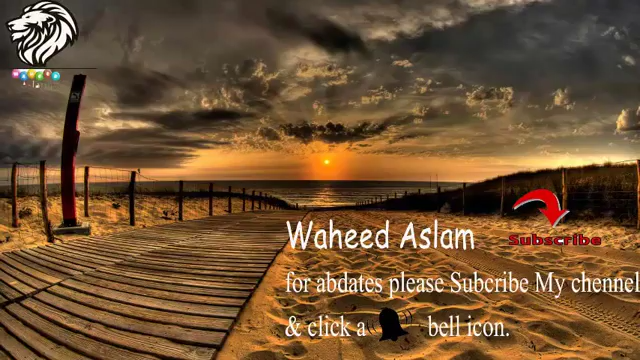 Waheed Aslam
Subscribe
for abdates please Subcribe My chennel
& click a bell icon.